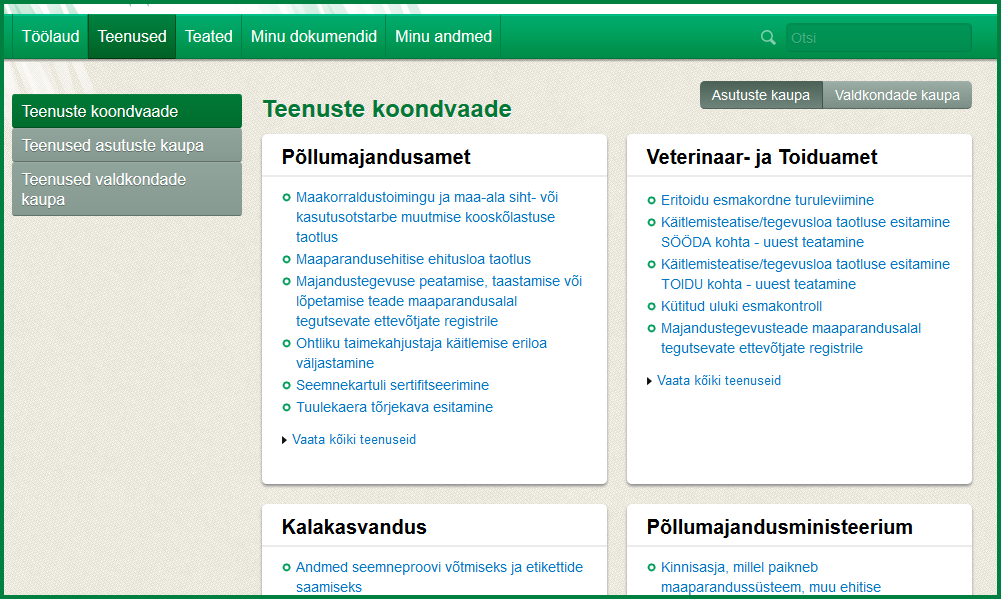 Töölaud Teenused Teated Minu dokumendid Minu andmed Otsi
Teenuste koondvaade
Teenused asutuste kaupa
Teenused valdkondade
kaupa
Teenuste koondvaade
Asutuste kaupa Valdkondade kaupa
Põllumajandusamet
Maakorraldustoimingu ja maa-ala siht- või
kasutusotstarbe muutmise kooskõlastuse
taotlus
Maaparandusehitise ehitusloa taotlus
Majandustegevuse peatamise, taastamise või
lõpetamise teade maaparandusalal
tegutsevate ettevõtjate registrile
Ohtliku taimekahjustaja käitlemise eriloa
väljastamine
Seemnekartuli sertifitseerimine
Tuulekaera tõrjekava esitamine
Vaata kõiki teenuseid
Veterinaar- ja Toiduamet
Eritoidu esmakordne turuleviimine
Käitlemisteatise/tegevusloa taotluse esitamine
SÖÖDA kohta - uuest teatamine
Käitlemisteatise/tegevusloa taotluse esitamine
TOIDU kohta - uuest teatamine
Kütitud uluki esmakontroll
Majandustegevusteade maaparandusalal
tegutsevate ettevõtjate registrile
Vaata kõiki teenuseid
Kalakasvandus
Andmed seemneproovi võtmiseks ja etikettide
saamiseks
Põllumajandusministeerium
Kinnisasja, millel paikneb
maaparandussüsteem, muu ehitise